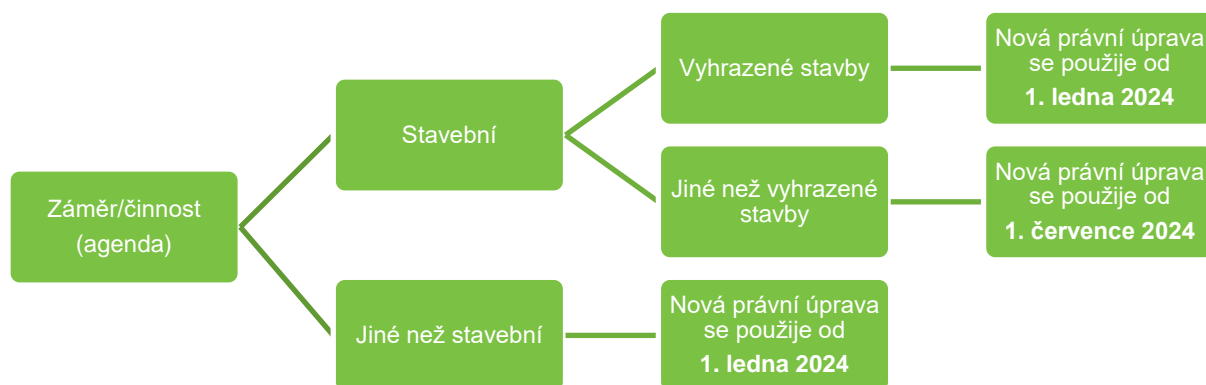 Záměr/činnost
(agenda)
Stavební
Vyhrazené stavby
Nová právní úprava
se použije od
1. ledna 2024
Jiné než vyhrazené
stavby
Nová právní úprava
se použije od
1. července 2024
Jiné než stavební
Nová právní úprava
se použije od
1. ledna 2024